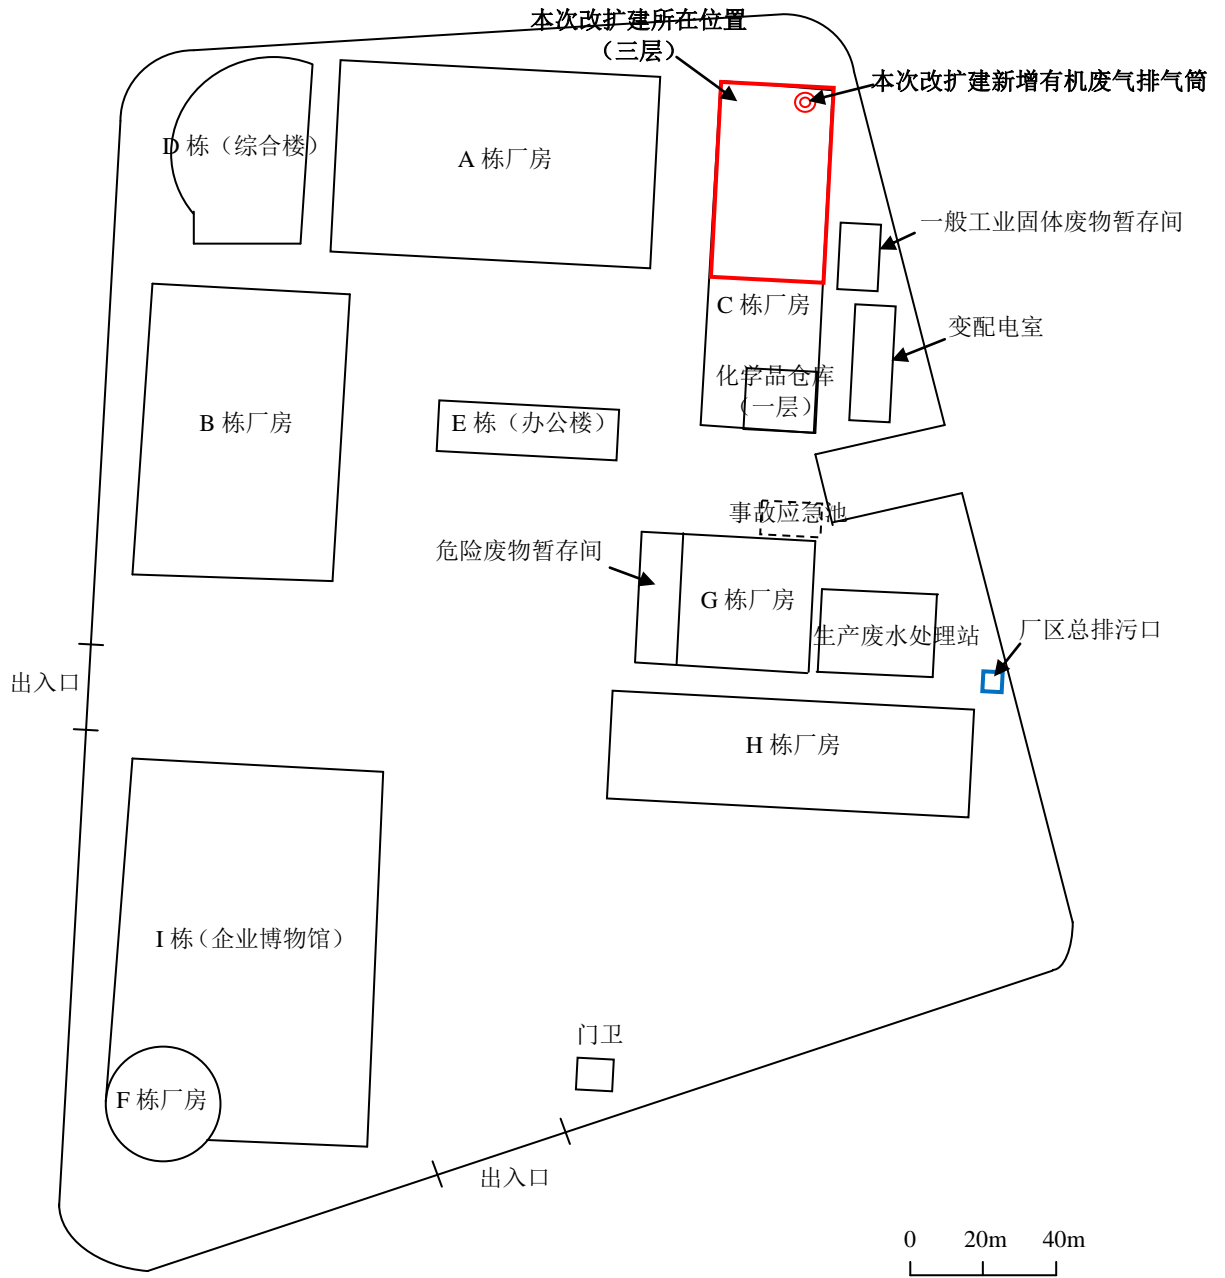 本次改扩建所在位置
（三层）
本次改扩建新增有机废气排气筒
D 栋（综合楼）
A 栋厂房
一般工业固体废物暂存间
C 栋厂房
变配电室
化学品仓库
（一层）
B 栋厂房
E 栋（办公楼）
事故应急池
危险废物暂存间
G 栋厂房
生产废水处理站
厂区总排污口
出入口
H 栋厂房
I 栋（企业博物馆）
门卫
F 栋厂房
出入口
0 20m 40m